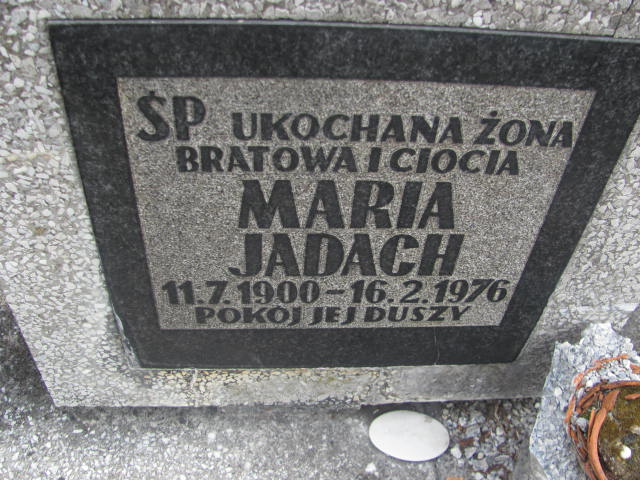 ŚP UKOCHANA ŻONA
BRATOWA I CIOCIA
MARIA
JADACH
11.7.1900-16.2.1976
POKÓJ JEJ DUSZY